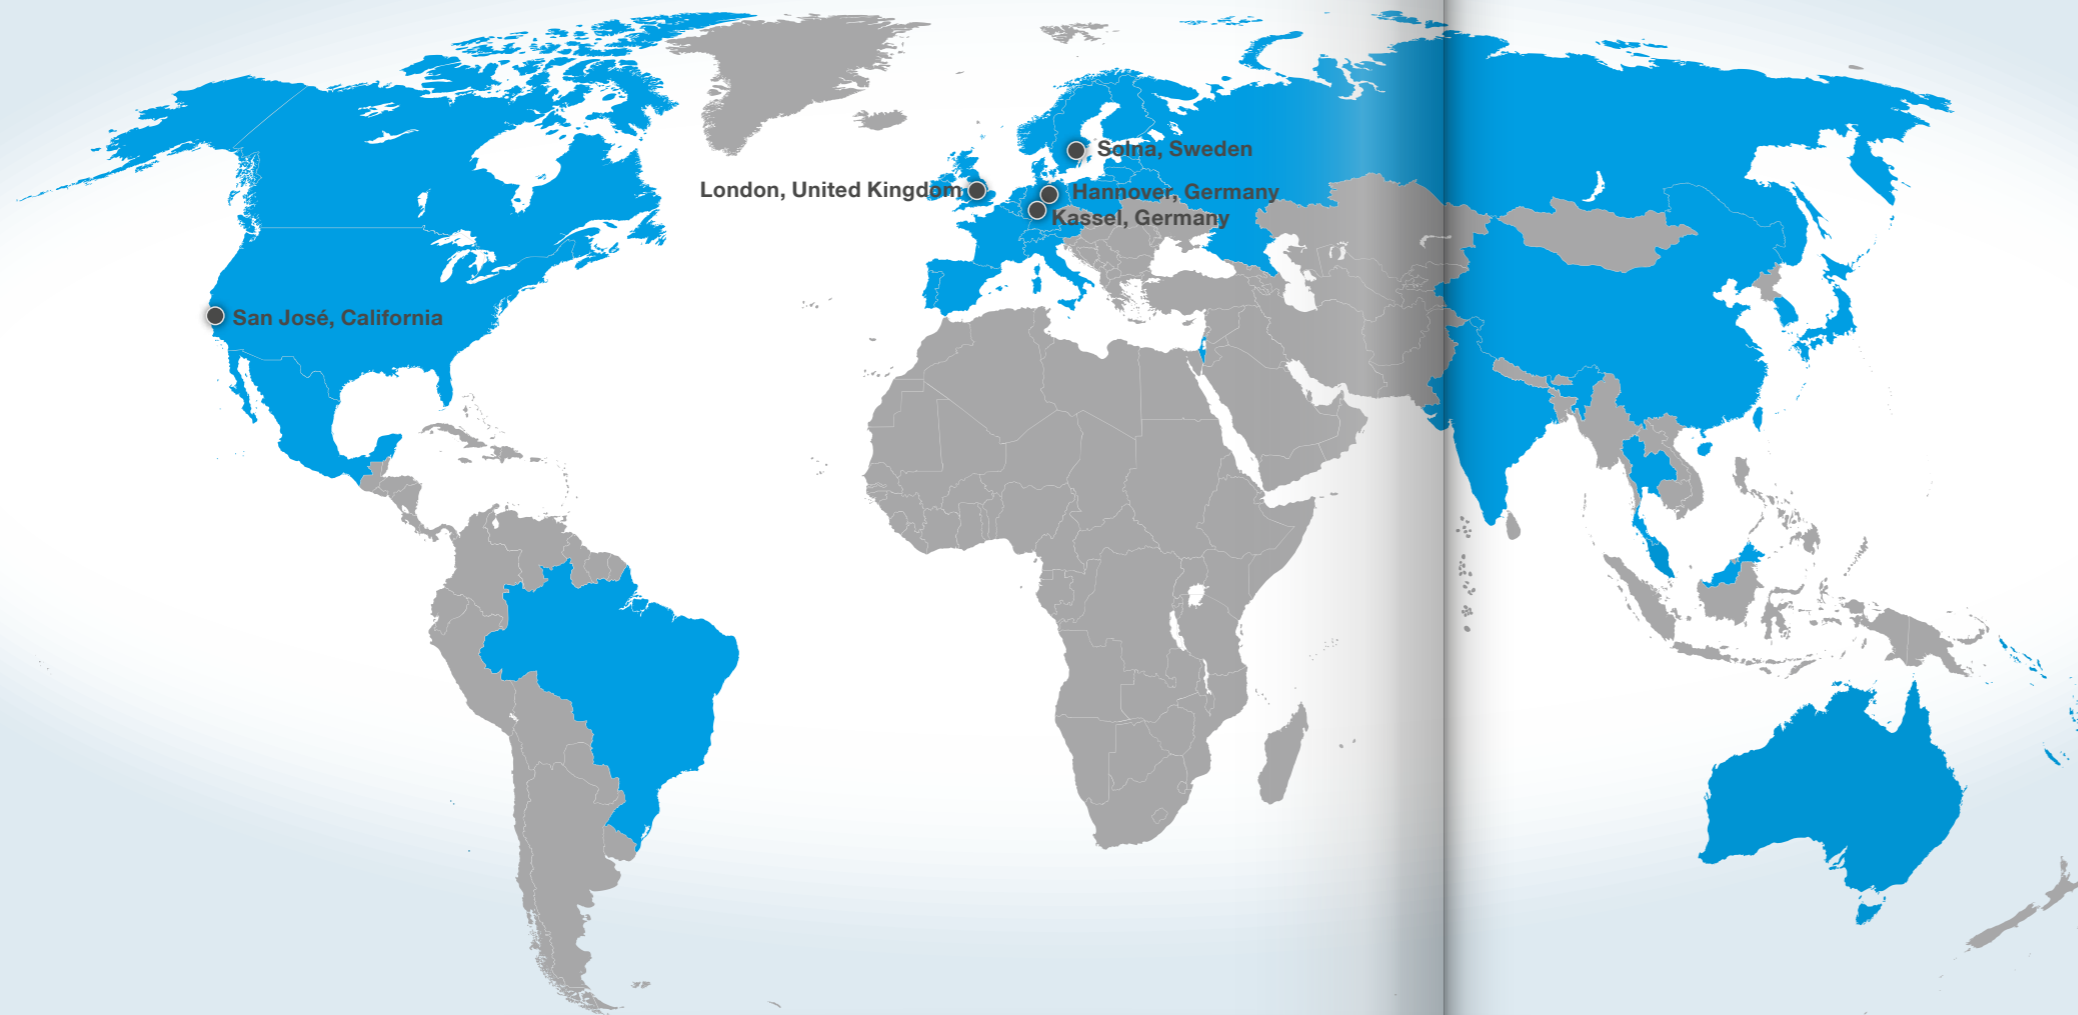 Solna, Sweden
London, United Kingdom
Hannover, Germany
Kassel, Germany
San José, California